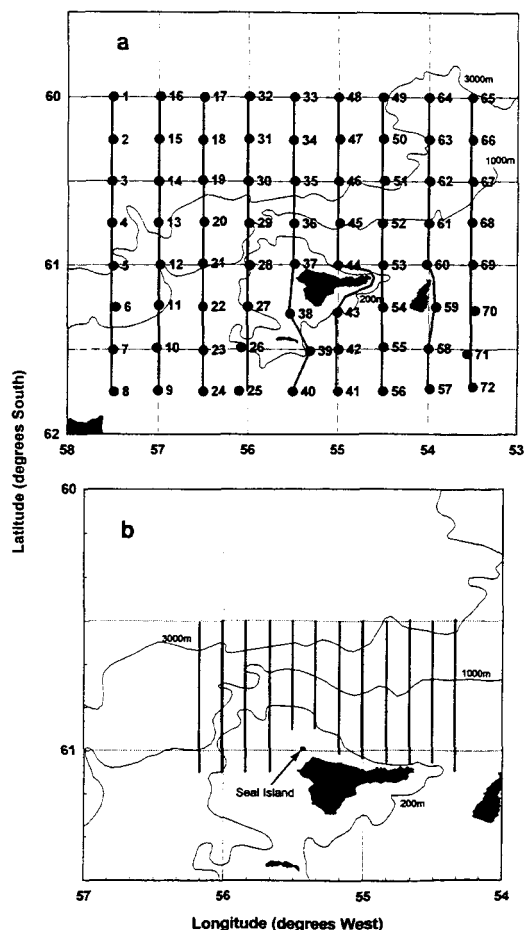 a
3000m
60
1 16 17 32 33 48 49 64 65
2 15 18 31 34 47 50 63 66
1000m
3 14 19 30 35 46 51 62 67
4 13 20 29 36 45 52 61 68
61
5 12 21 28 37 44 53 60 69
200m
6 11 22 27 38 43 54 59 70
7 10 23 26 39 42 55 58 71
8 9 24 25 40 41 56 57 72
62
58 57 56 55 54 53
Latitude (degrees South)
60
b
3000m
1000m
61
Seal Island
200m
57 56 55 54
Longitude (degrees West)